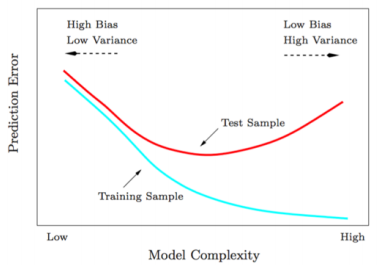 High Bias
Low Variance
Low Bias
High Variance
Prediction Error
Test Sample
Training Sample
Low
High
Model Complexity